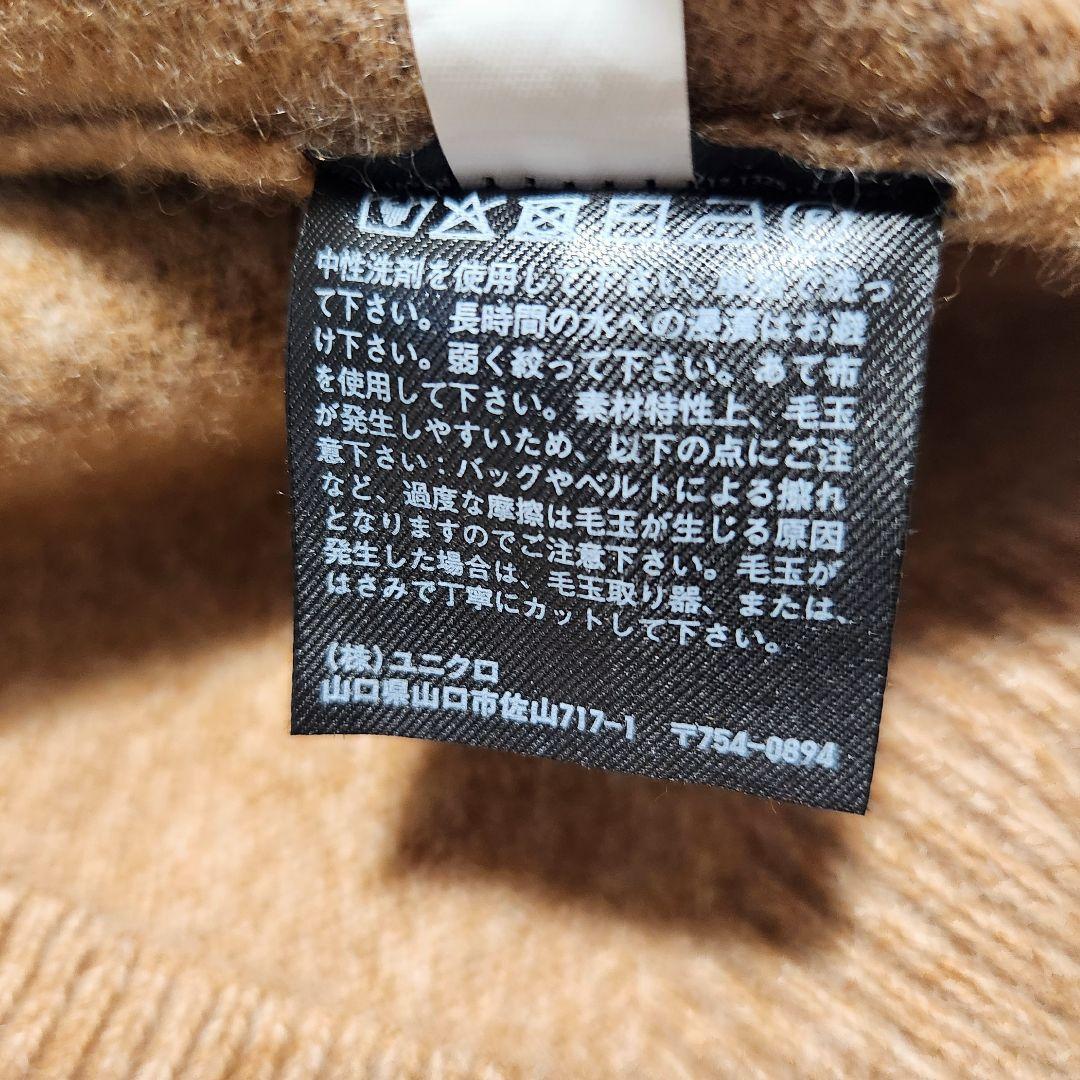 中性洗剤を使用して下さい。裏返して洗っ
て下さい。長時間の水への浸漬はお避
け下さい。弱く絞って下さい。あて布
を使用して下さい。素材特性上、毛玉
が発生しやすいため、以下の点にご注
意下さい：バッグやベルトによる擦れ
など、過度な摩擦は毛玉が生じる原因
となりますのでご注意下さい。毛玉が
発生した場合は、毛玉取り器、または、
はさみで丁寧にカットして下さい。
(株)ユニクロ
山口県山口市佐山717-1 〒754-0894